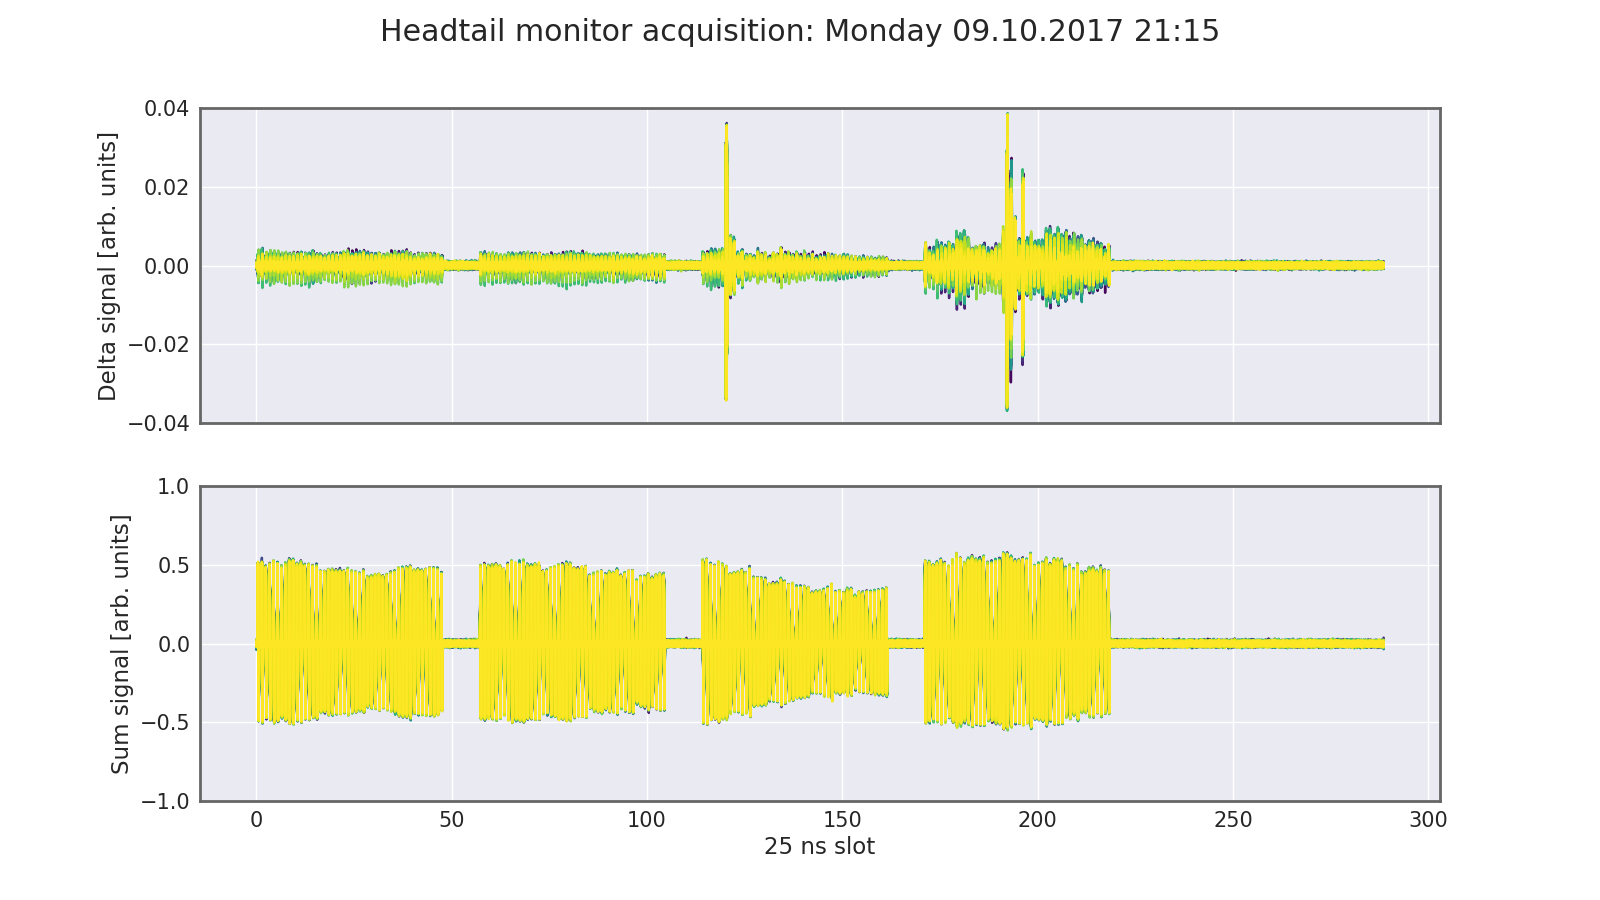 Headtail monitor acquisition: Monday 09.10.2017 21:15
Delta signal [arb. units]
0.04
0.02
0.00
−0.02
−0.04
Sum signal [arb. units]
1.0
0.5
0.0
−0.5
−1.0
0 50 100 150 200 250 300
25 ns slot